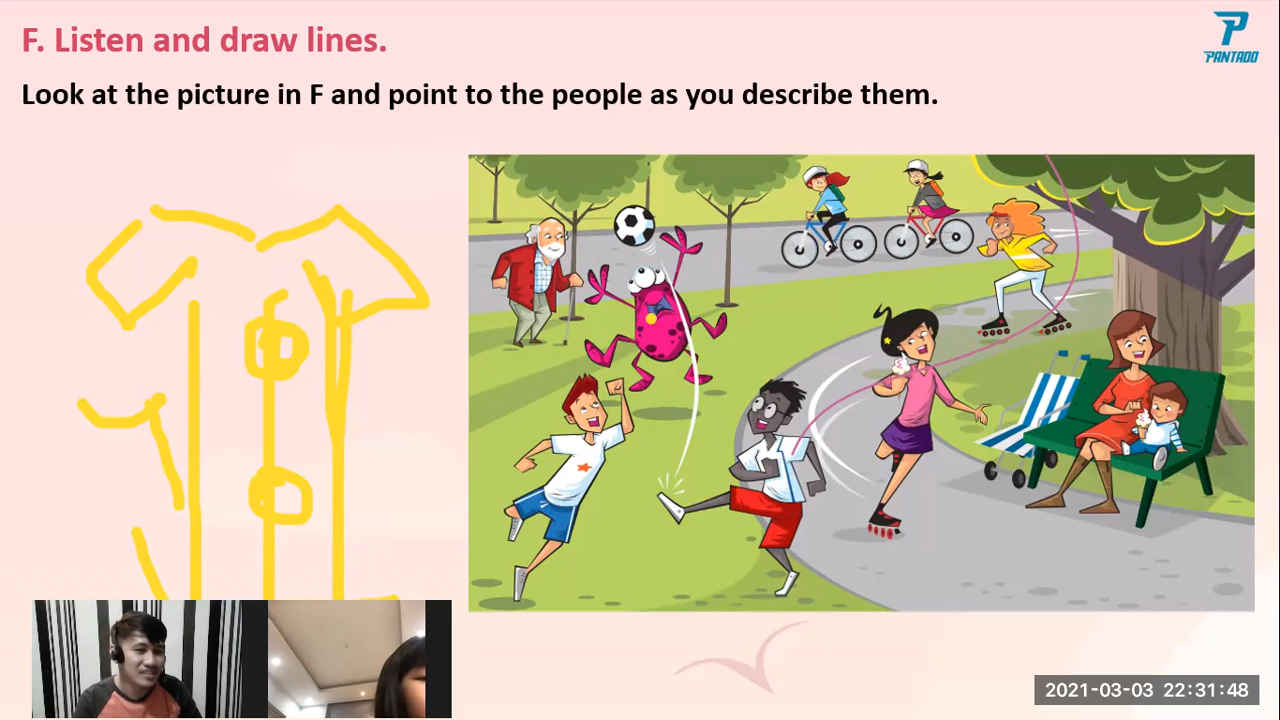 F. Listen and draw lines.
PANTADO
Look at the picture in F and point to the people as you describe them.
2021-03-03 22:31:48